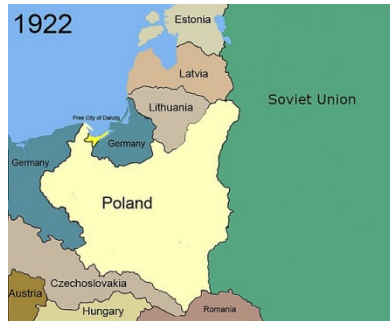 1922
Estonia
Latvia
Lithuania
Soviet Union
Free City of Danzig
Germany
Germany
Poland
Czechoslovakia
Austria
Hungary
Romania